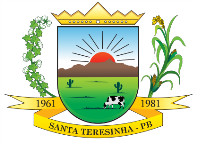 1961 1981
SANTA TERESINHA - PB